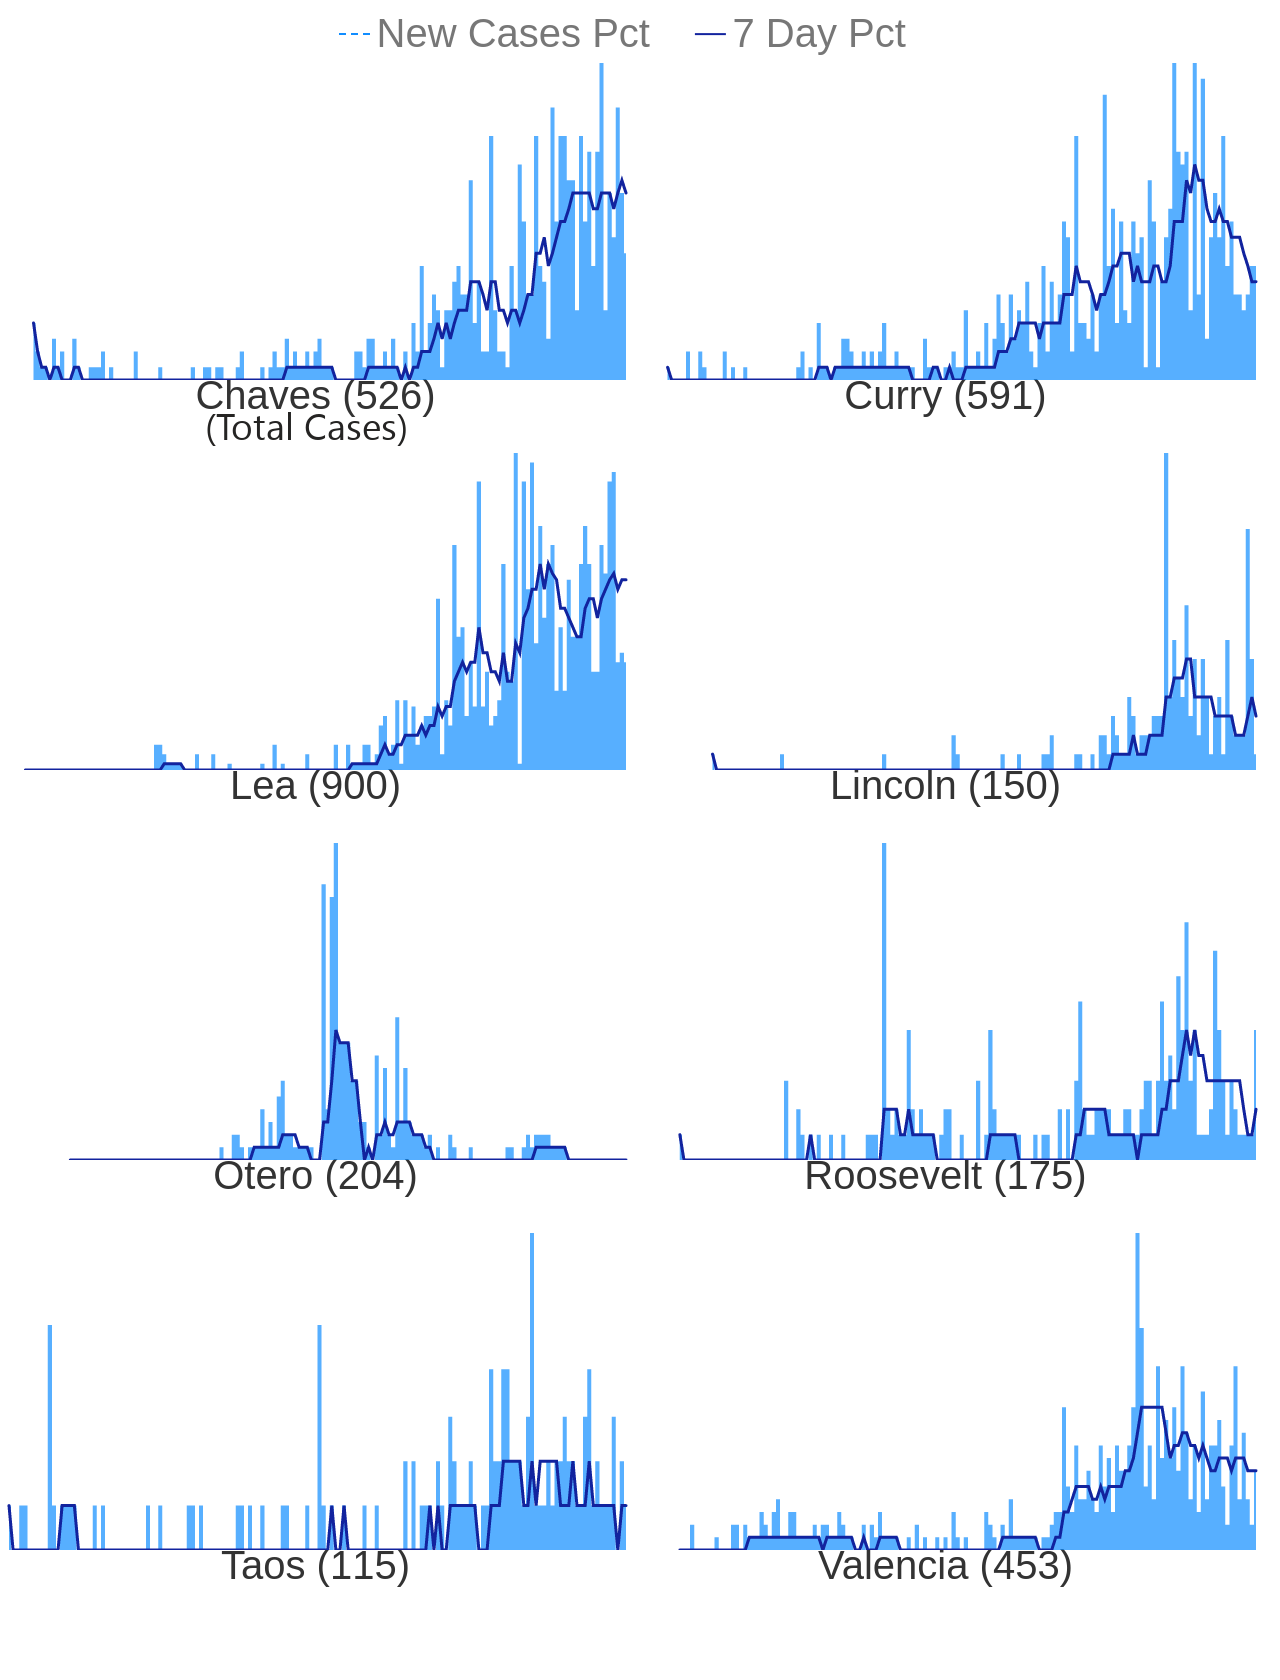 New Cases Pct 7 Day Pct
Chaves (526) Curry (591)
(Total Cases)
Lea (900) Lincoln (150)
Otero (204) Roosevelt (175)
Taos (115) Valencia (453)